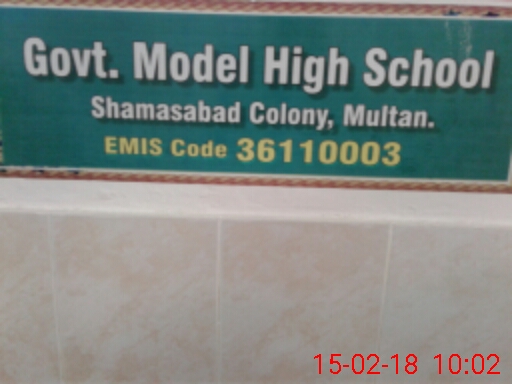 Govt. Model High School
Shamasabad Colony, Multan.
EMIS Code 36110003
15-02-18 10:02